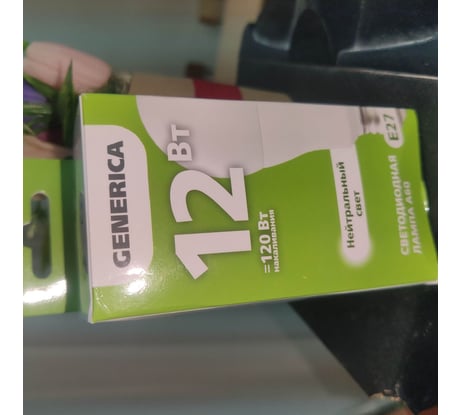 GENERICA
12 Вт
=120 Вт
накаливания
Нейтральный
свет
E27
СВЕТОДИОДНАЯ
ЛАМПА A60